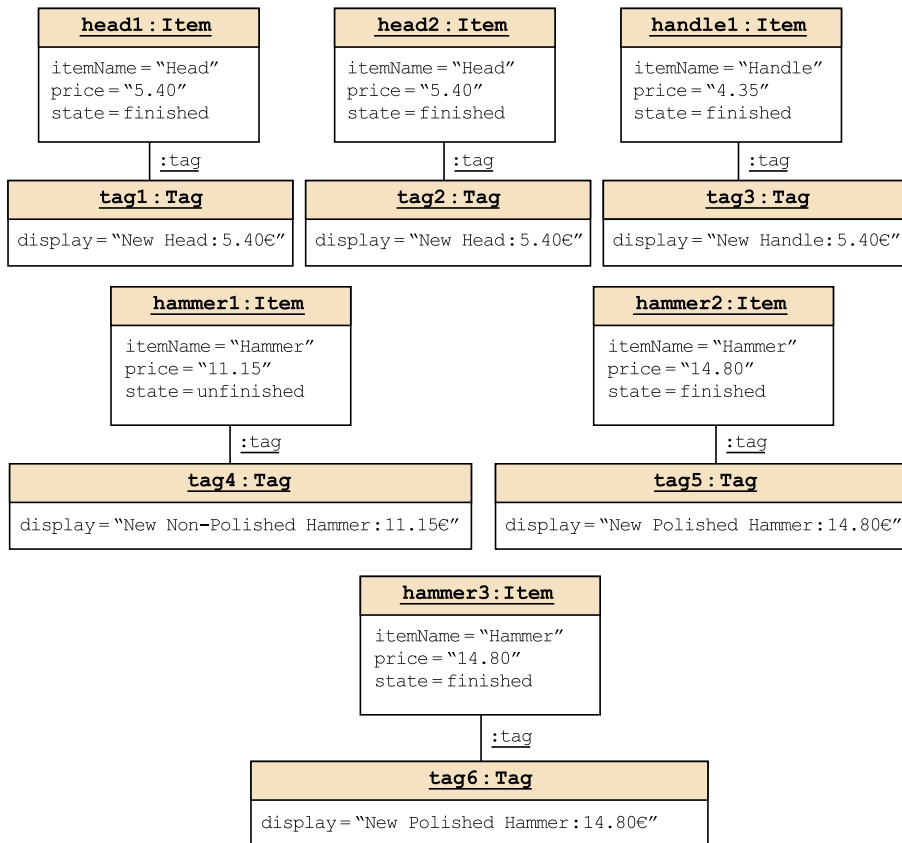 head1:Item
itemName="Head"
price="5.40"
state=finished
:tag
tag1:Tag
display="New Head:5.40€"
head2:Item
itemName="Head"
price="5.40"
state=finished
:tag
tag2:Tag
display="New Head:5.40€"
handle1:Item
itemName="Handle"
price="4.35"
state=finished
:tag
tag3:Tag
display="New Handle:5.40€"
hammer1:Item
itemName="Hammer"
price="11.15"
state=unfinished
:tag
tag4:Tag
display="New Non-Polished Hammer:11.15€"
hammer2:Item
itemName="Hammer"
price="14.80"
state=finished
:tag
tag5:Tag
display="New Polished Hammer:14.80€"
hammer3:Item
itemName="Hammer"
price="14.80"
state=finished
:tag
tag6:Tag
display="New Polished Hammer:14.80€"